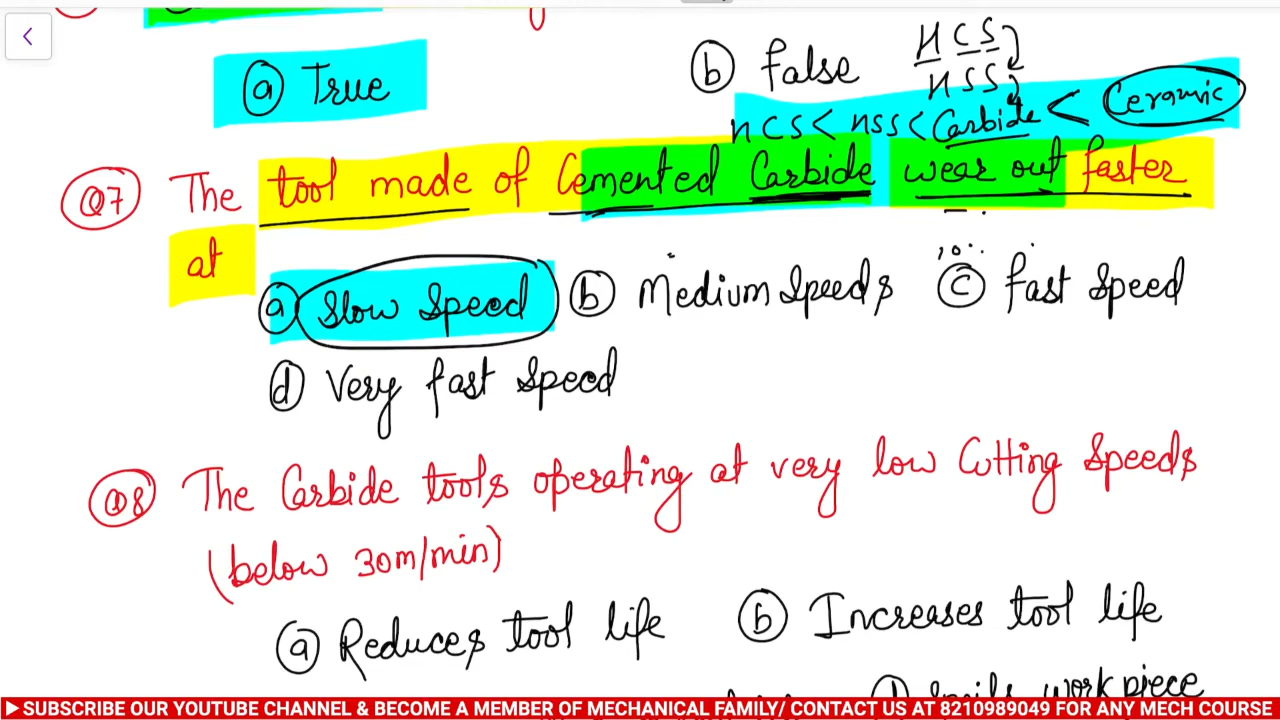 ⓐ True ⓑ false
HCS
HSS
HCS < HSS < Carbide < Ceramic
Q7 The tool made of Cemented Carbide wear out faster
at
ⓐ Slow Speed ⓑ Medium Speeds ⓒ fast Speed
ⓓ Very fast Speed
Q8 The Carbide tools operating at very low Cutting Speeds
(below 30m/min)
ⓐ Reduces tool life ⓑ Increases tool life
workpiece
▶ SUBSCRIBE OUR YOUTUBE CHANNEL & BECOME A MEMBER OF MECHANICAL FAMILY/ CONTACT US AT 8210989049 FOR ANY MECH COURSE